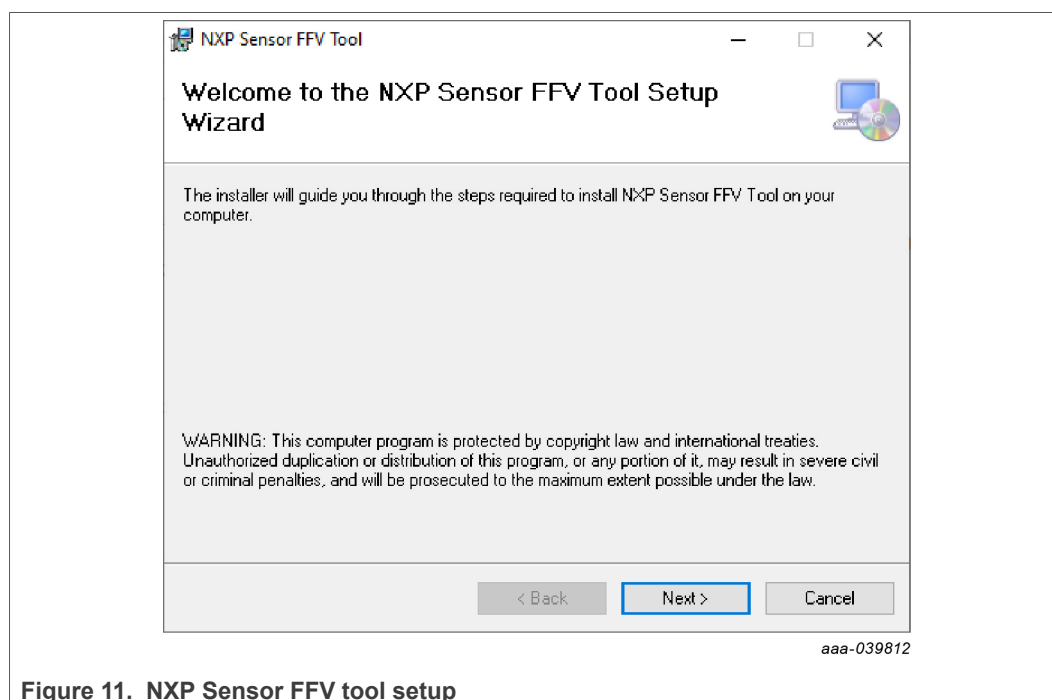 NXP Sensor FFV Tool
Welcome to the NXP Sensor FFV Tool Setup
Wizard
The installer will guide you through the steps required to install NXP Sensor FFV Tool on your
computer.
WARNING: This computer program is protected by copyright law and international treaties.
Unauthorized duplication or distribution of this program, or any portion of it, may result in severe civil
or criminal penalties, and will be prosecuted to the maximum extent possible under the law.
< Back
Next >
Cancel
aaa-039812
Figure 11. NXP Sensor FFV tool setup